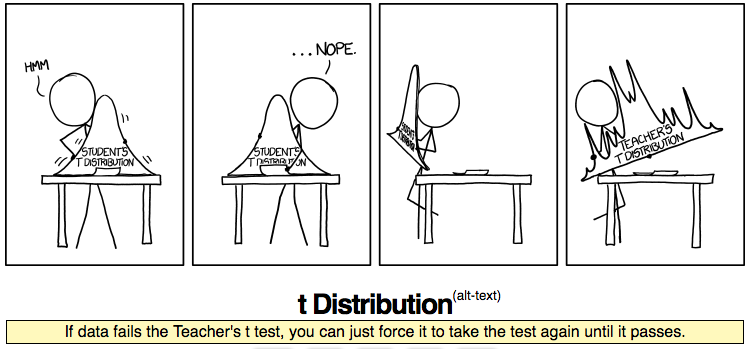 HMM
STUDENT'S
T DISTRIBUTION
...NOPE.
STUDENT'S
T DISTRIBUTION
STUDENT'S
T DISTRIBUTION
TEACHER'S
T DISTRIBUTION
t Distribution(alt-text)
If data fails the Teacher's t test, you can just force it to take the test again until it passes.